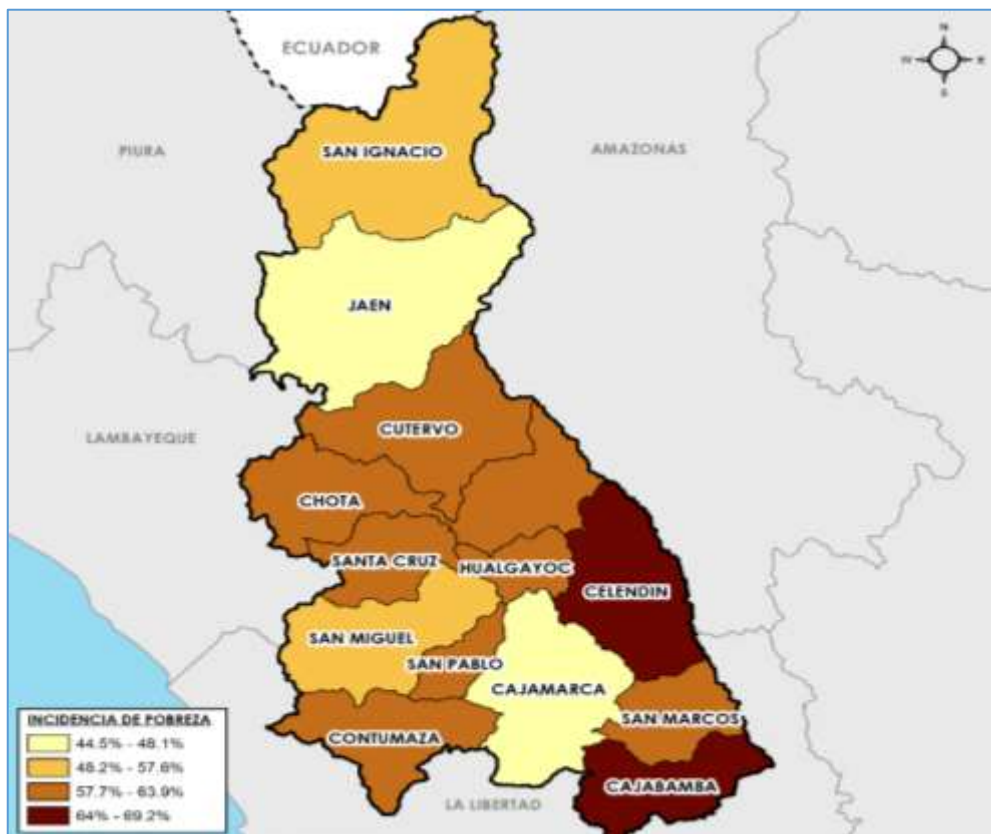 ECUADOR
N
W
E
S
PIURA
SAN IGNACIO
AMAZONAS
JAEN
CUTERVO
LAMBAYEQUE
CHOTA
SANTA CRUZ
HUALGAYOC
CELENDIN
SAN MIGUEL
SAN PABLO
CAJAMARCA
SAN MARCOS
CONTUMAZA
CAJABAMBA
LA LIBERTAD
INCIDENCIA DE POBREZA
44.5% - 48.1%
48.2% - 57.6%
57.7% - 63.9%
64% - 69.2%